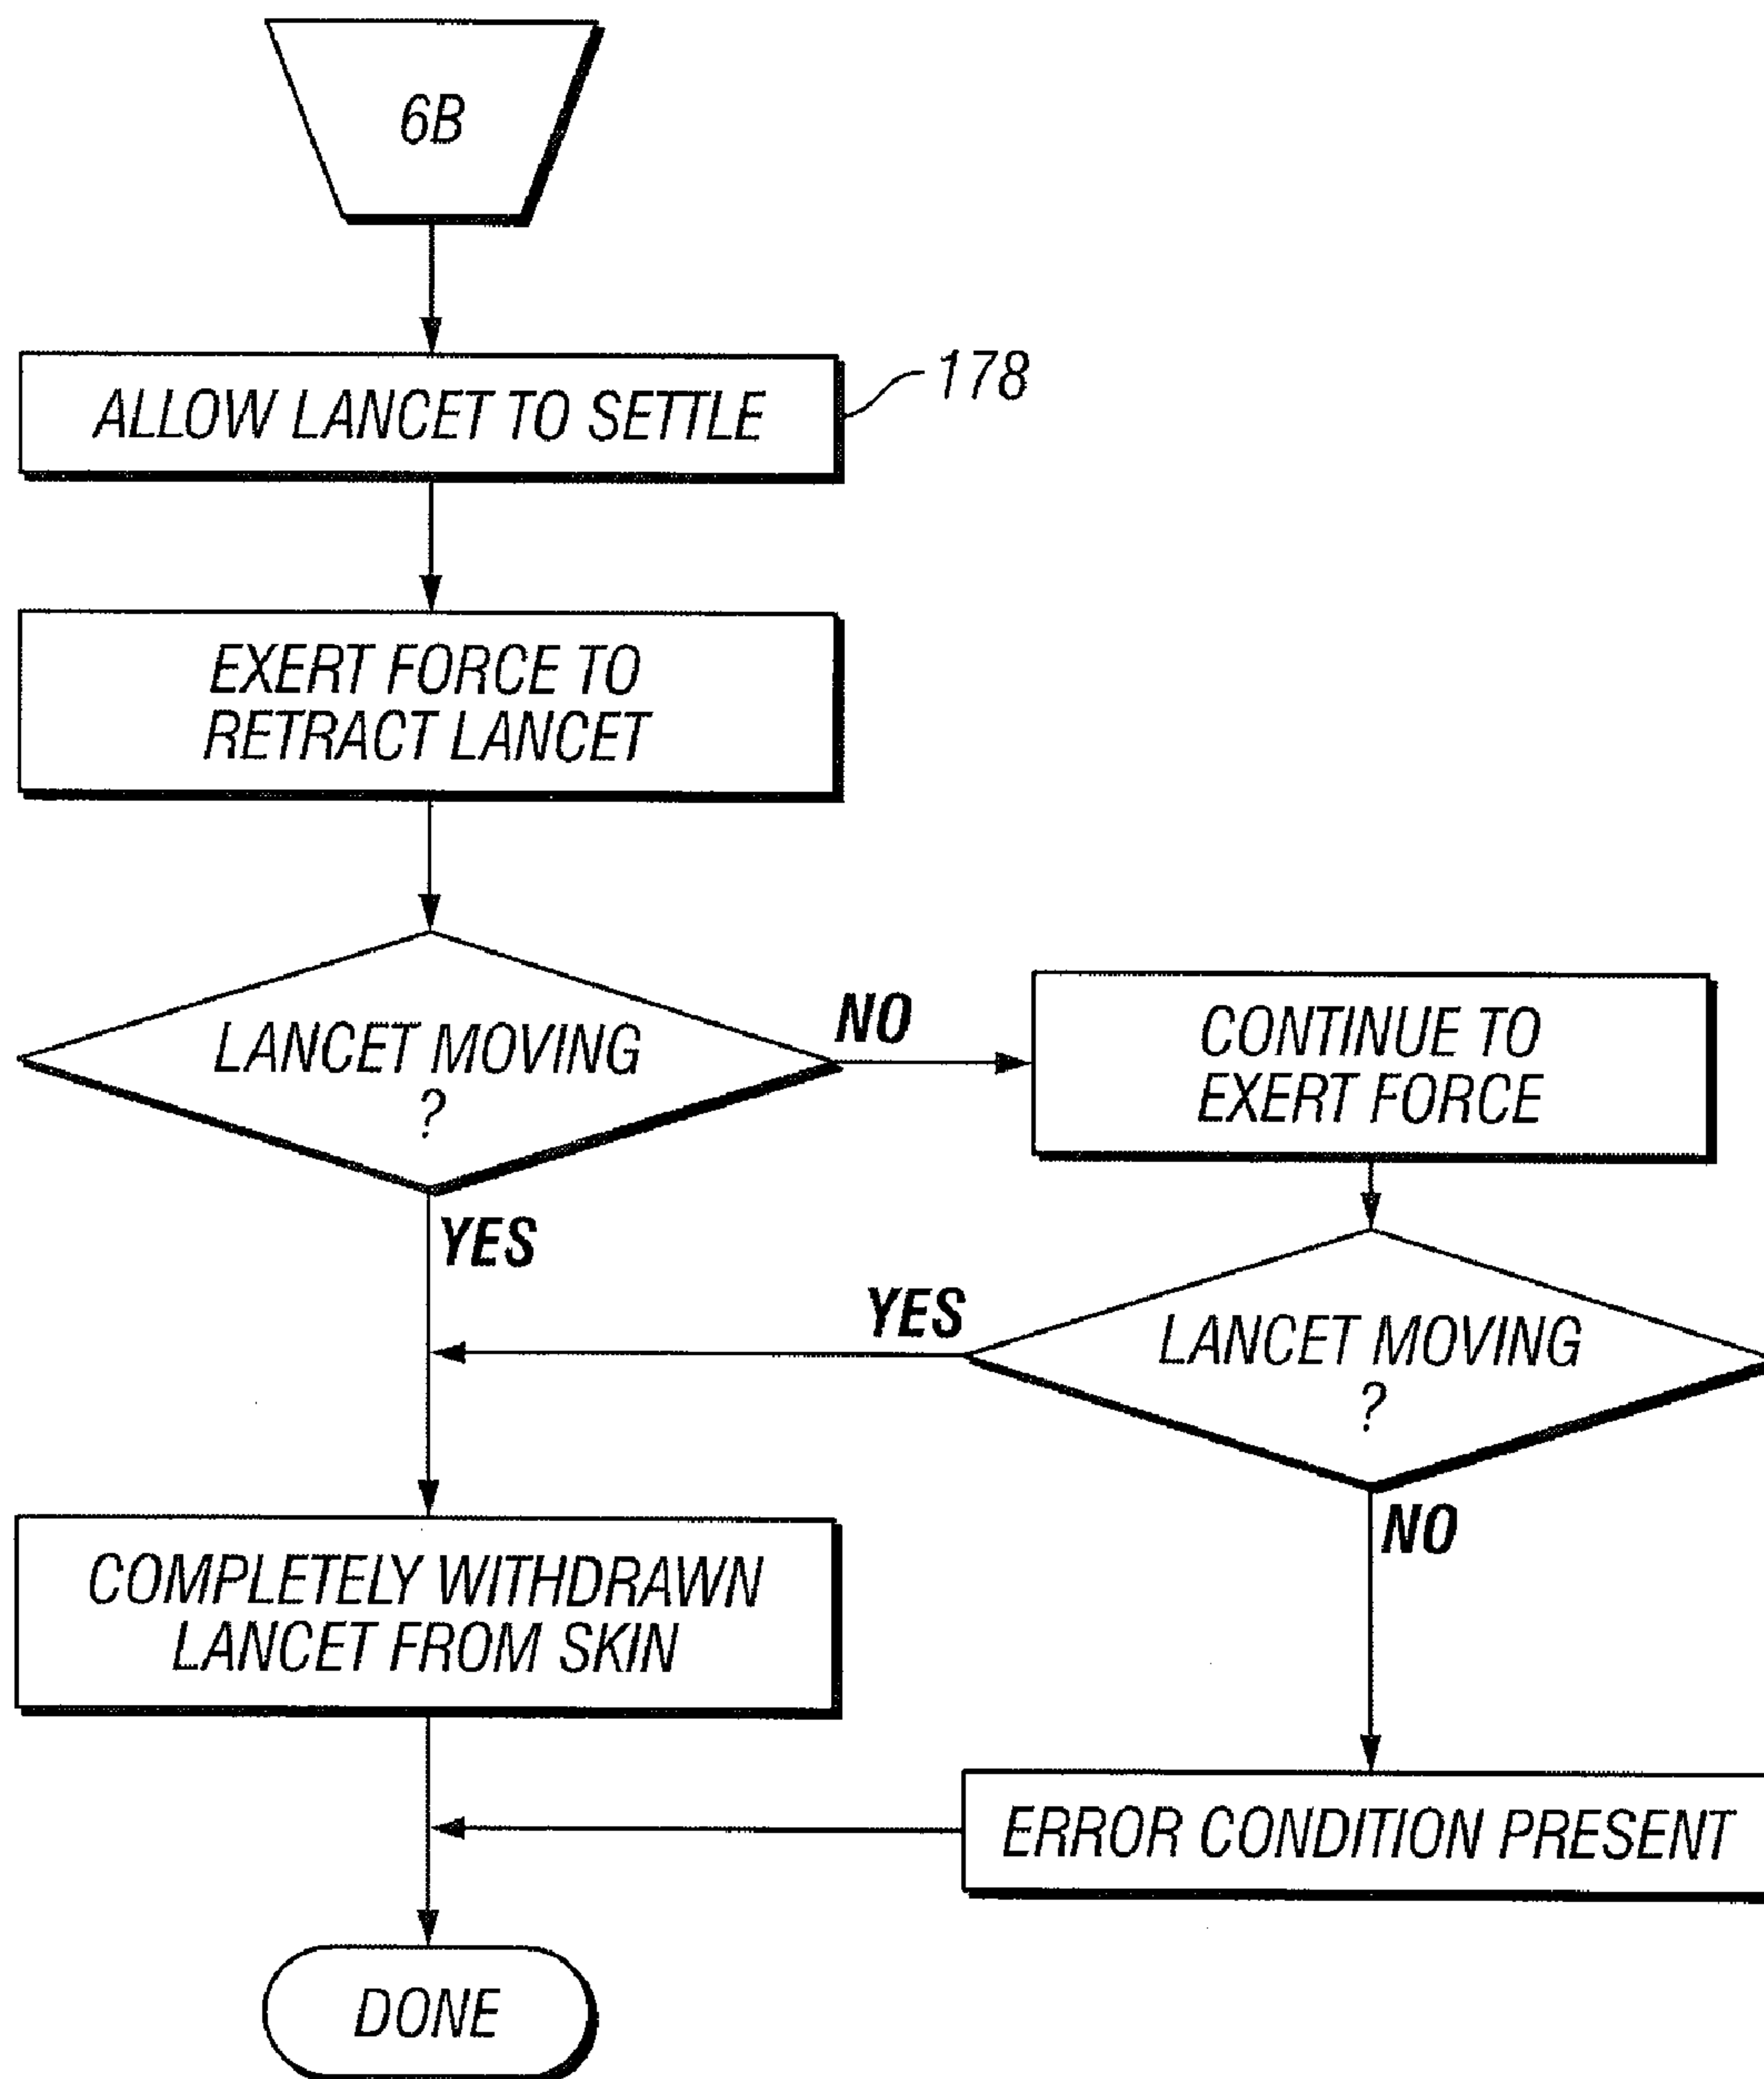 6B
ALLOW LANCET TO SETTLE
178
EXERT FORCE TO
RETRACT LANCET
LANCET MOVING
?
NO
CONTINUE TO
EXERT FORCE
YES
LANCET MOVING
?
YES
NO
COMPLETELY WITHDRAWN
LANCET FROM SKIN
ERROR CONDITION PRESENT
DONE